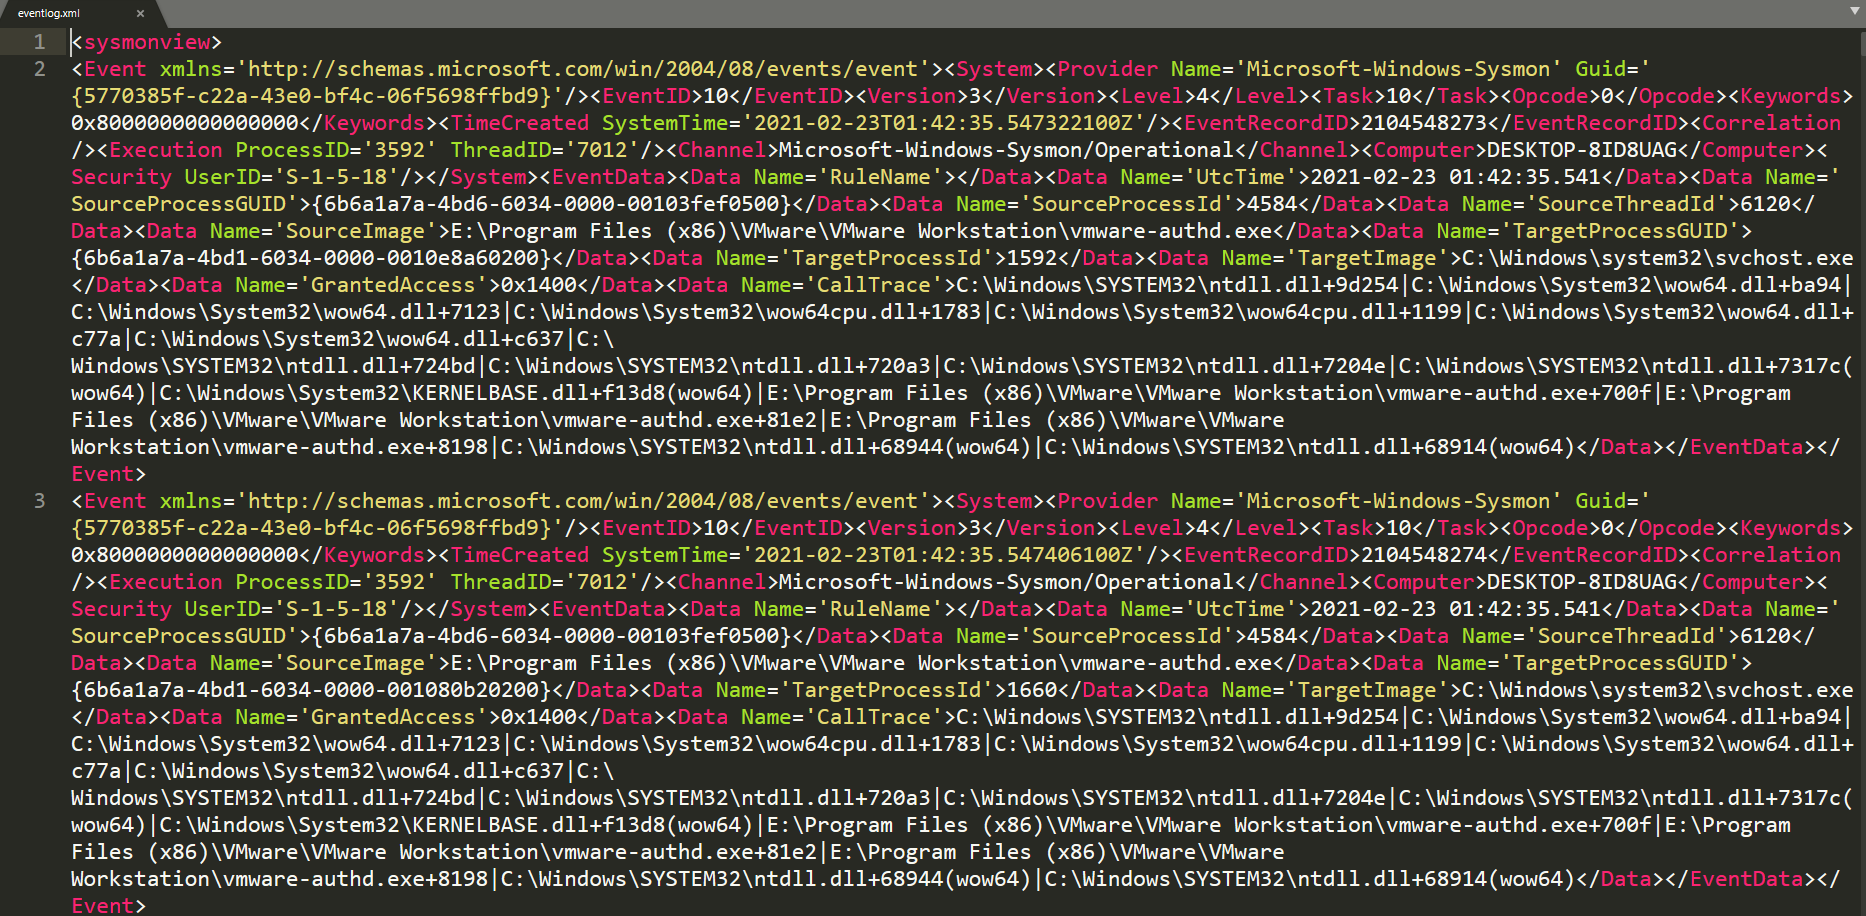 eventlog.xml ×
1 <sysmonview>
2 <Event xmlns='http://schemas.microsoft.com/win/2004/08/events/event'><System><Provider Name='Microsoft-Windows-Sysmon' Guid='
{5770385f-c22a-43e0-bf4c-06f5698ffbd9}'/><EventID>10</EventID><Version>3</Version><Level>4</Level><Task>10</Task><Opcode>0</Opcode><Keywords>
0x8000000000000000</Keywords><TimeCreated SystemTime='2021-02-23T01:42:35.547322100Z'/><EventRecordID>2104548273</EventRecordID><Correlation
/><Execution ProcessID='3592' ThreadID='7012'/><Channel>Microsoft-Windows-Sysmon/Operational</Channel><Computer>DESKTOP-8ID8UAG</Computer><
Security UserID='S-1-5-18'/></System><EventData><Data Name='RuleName'></Data><Data Name='UtcTime'>2021-02-23 01:42:35.541</Data><Data Name='
SourceProcessGUID'>{6b6a1a7a-4bd6-6034-0000-00103fef0500}</Data><Data Name='SourceProcessId'>4584</Data><Data Name='SourceThreadId'>6120</
Data><Data Name='SourceImage'>E:\Program Files (x86)\VMware\VMware Workstation\vmware-authd.exe</Data><Data Name='TargetProcessGUID'>
{6b6a1a7a-4bd1-6034-0000-0010e8a60200}</Data><Data Name='TargetProcessId'>1592</Data><Data Name='TargetImage'>C:\Windows\system32\svchost.exe
</Data><Data Name='GrantedAccess'>0x1400</Data><Data Name='CallTrace'>C:\Windows\SYSTEM32\ntdll.dll+9d254|C:\Windows\System32\wow64.dll+ba94|
C:\Windows\System32\wow64.dll+7123|C:\Windows\System32\wow64cpu.dll+1783|C:\Windows\System32\wow64cpu.dll+1199|C:\Windows\System32\wow64.dll+
c77a|C:\Windows\System32\wow64.dll+c637|C:\
Windows\SYSTEM32\ntdll.dll+724bd|C:\Windows\SYSTEM32\ntdll.dll+720a3|C:\Windows\SYSTEM32\ntdll.dll+7204e|C:\Windows\SYSTEM32\ntdll.dll+7317c(
wow64)|C:\Windows\System32\KERNELBASE.dll+f13d8(wow64)|E:\Program Files (x86)\VMware\VMware Workstation\vmware-authd.exe+700f|E:\Program
Files (x86)\VMware\VMware Workstation\vmware-authd.exe+81e2|E:\Program Files (x86)\VMware\VMware
Workstation\vmware-authd.exe+8198|C:\Windows\SYSTEM32\ntdll.dll+68944(wow64)|C:\Windows\SYSTEM32\ntdll.dll+68914(wow64)</Data></EventData></
Event>
3 <Event xmlns='http://schemas.microsoft.com/win/2004/08/events/event'><System><Provider Name='Microsoft-Windows-Sysmon' Guid='
{5770385f-c22a-43e0-bf4c-06f5698ffbd9}'/><EventID>10</EventID><Version>3</Version><Level>4</Level><Task>10</Task><Opcode>0</Opcode><Keywords>
0x8000000000000000</Keywords><TimeCreated SystemTime='2021-02-23T01:42:35.547406100Z'/><EventRecordID>2104548274</EventRecordID><Correlation
/><Execution ProcessID='3592' ThreadID='7012'/><Channel>Microsoft-Windows-Sysmon/Operational</Channel><Computer>DESKTOP-8ID8UAG</Computer><
Security UserID='S-1-5-18'/></System><EventData><Data Name='RuleName'></Data><Data Name='UtcTime'>2021-02-23 01:42:35.541</Data><Data Name='
SourceProcessGUID'>{6b6a1a7a-4bd6-6034-0000-00103fef0500}</Data><Data Name='SourceProcessId'>4584</Data><Data Name='SourceThreadId'>6120</
Data><Data Name='SourceImage'>E:\Program Files (x86)\VMware\VMware Workstation\vmware-authd.exe</Data><Data Name='TargetProcessGUID'>
{6b6a1a7a-4bd1-6034-0000-001080b20200}</Data><Data Name='TargetProcessId'>1660</Data><Data Name='TargetImage'>C:\Windows\system32\svchost.exe
</Data><Data Name='GrantedAccess'>0x1400</Data><Data Name='CallTrace'>C:\Windows\SYSTEM32\ntdll.dll+9d254|C:\Windows\System32\wow64.dll+ba94|
C:\Windows\System32\wow64.dll+7123|C:\Windows\System32\wow64cpu.dll+1783|C:\Windows\System32\wow64cpu.dll+1199|C:\Windows\System32\wow64.dll+
c77a|C:\Windows\System32\wow64.dll+c637|C:\
Windows\SYSTEM32\ntdll.dll+724bd|C:\Windows\SYSTEM32\ntdll.dll+720a3|C:\Windows\SYSTEM32\ntdll.dll+7204e|C:\Windows\SYSTEM32\ntdll.dll+7317c(
wow64)|C:\Windows\System32\KERNELBASE.dll+f13d8(wow64)|E:\Program Files (x86)\VMware\VMware Workstation\vmware-authd.exe+700f|E:\Program
Files (x86)\VMware\VMware Workstation\vmware-authd.exe+81e2|E:\Program Files (x86)\VMware\VMware
Workstation\vmware-authd.exe+8198|C:\Windows\SYSTEM32\ntdll.dll+68944(wow64)|C:\Windows\SYSTEM32\ntdll.dll+68914(wow64)</Data></EventData></
Event>